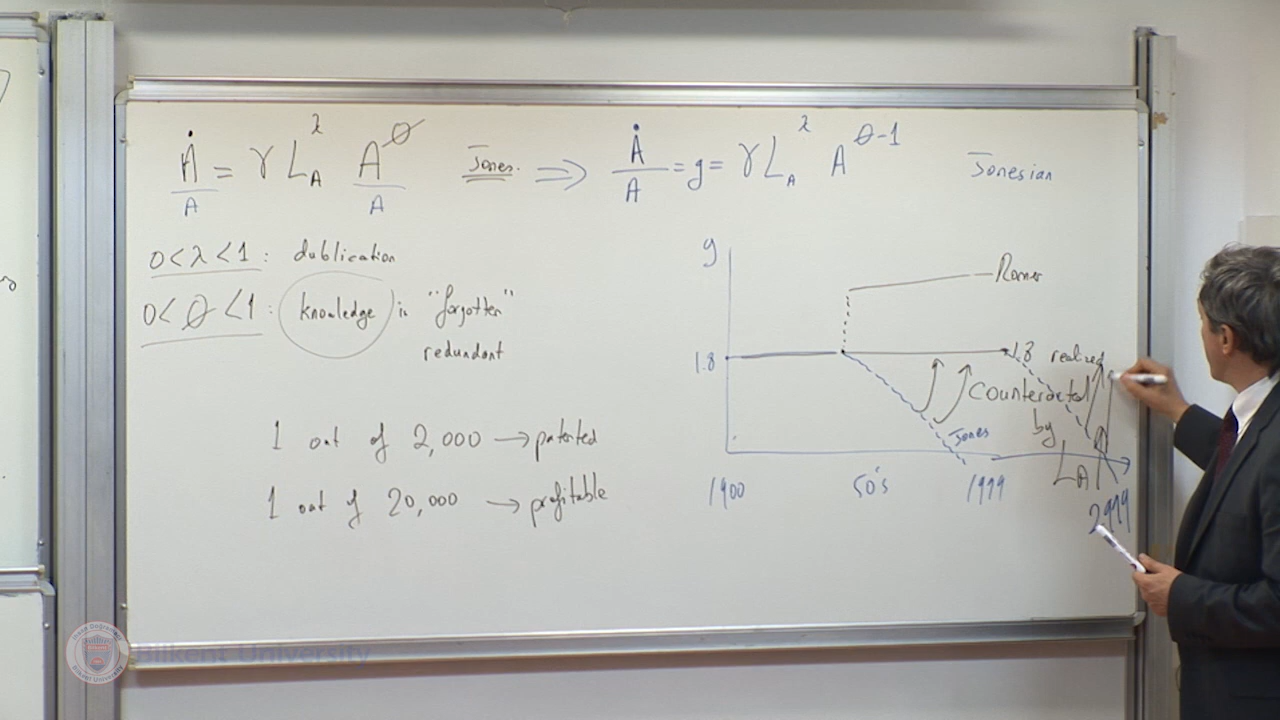 Ȧ/A = γ L_A^λ A^θ/A Jones. ⟹ Ȧ/A = g = γ L_A^λ A^θ-1 Jonesian
0 < λ < 1 : dublication
0 < θ < 1 : knowledge is "forgotten"
redundant
1 out of 2,000 → patented
1 out of 20,000 → profitable
g
Romer
1.8
1.8 realized
Counteracted
by
L_A
Jones
1900 50's 1999 2999
Bilkent University